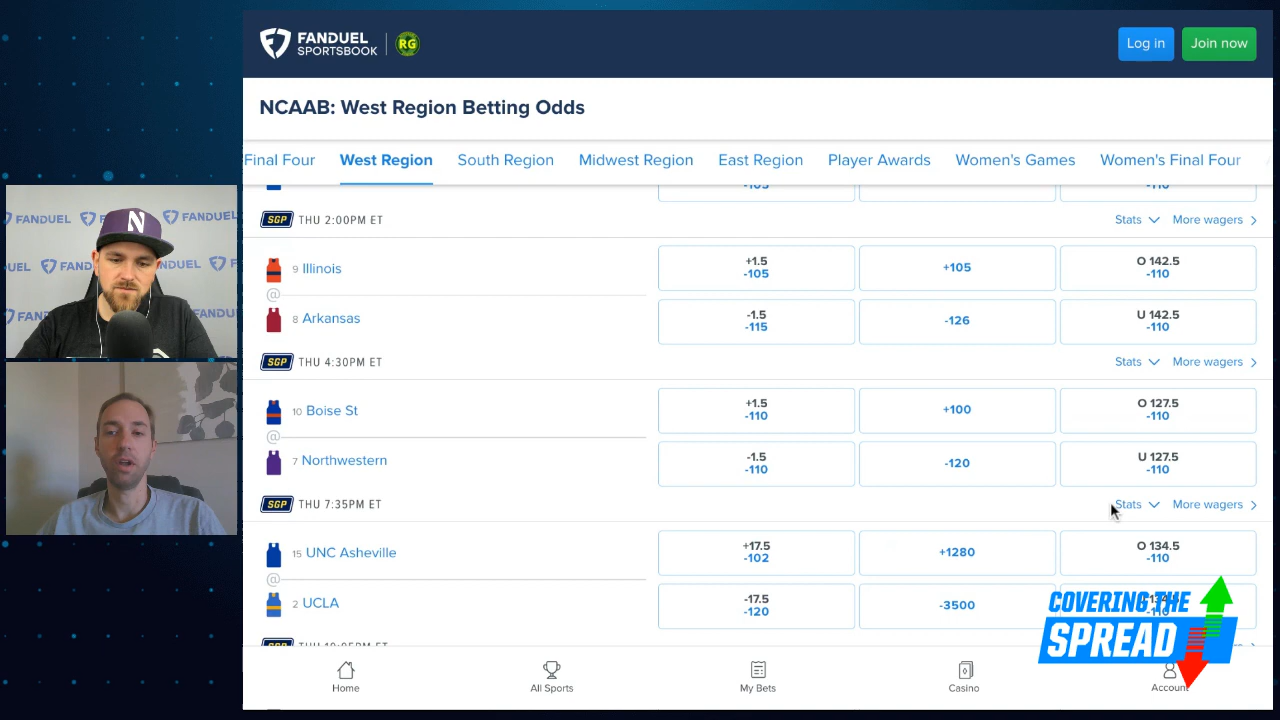 FANDUEL
SPORTSBOOK
RG
Log in
Join now
NCAAB: West Region Betting Odds
Final Four
West Region
South Region
Midwest Region
East Region
Player Awards
Women's Games
Women's Final Four
-105
-110
SGP THU 2:00PM ET
Stats
More wagers
9 Illinois
+1.5
-105
+105
O 142.5
-110
@
8 Arkansas
-1.5
-115
-126
U 142.5
-110
SGP THU 4:30PM ET
Stats
More wagers
10 Boise St
+1.5
-110
+100
O 127.5
-110
@
7 Northwestern
-1.5
-110
-120
U 127.5
-110
SGP THU 7:35PM ET
Stats
More wagers
15 UNC Asheville
+17.5
-102
+1280
O 134.5
-110
@
2 UCLA
-17.5
-120
-3500
COVERING THE
SPREAD
Home
All Sports
My Bets
Casino
Account
FANDUEL
N
FANDUEL